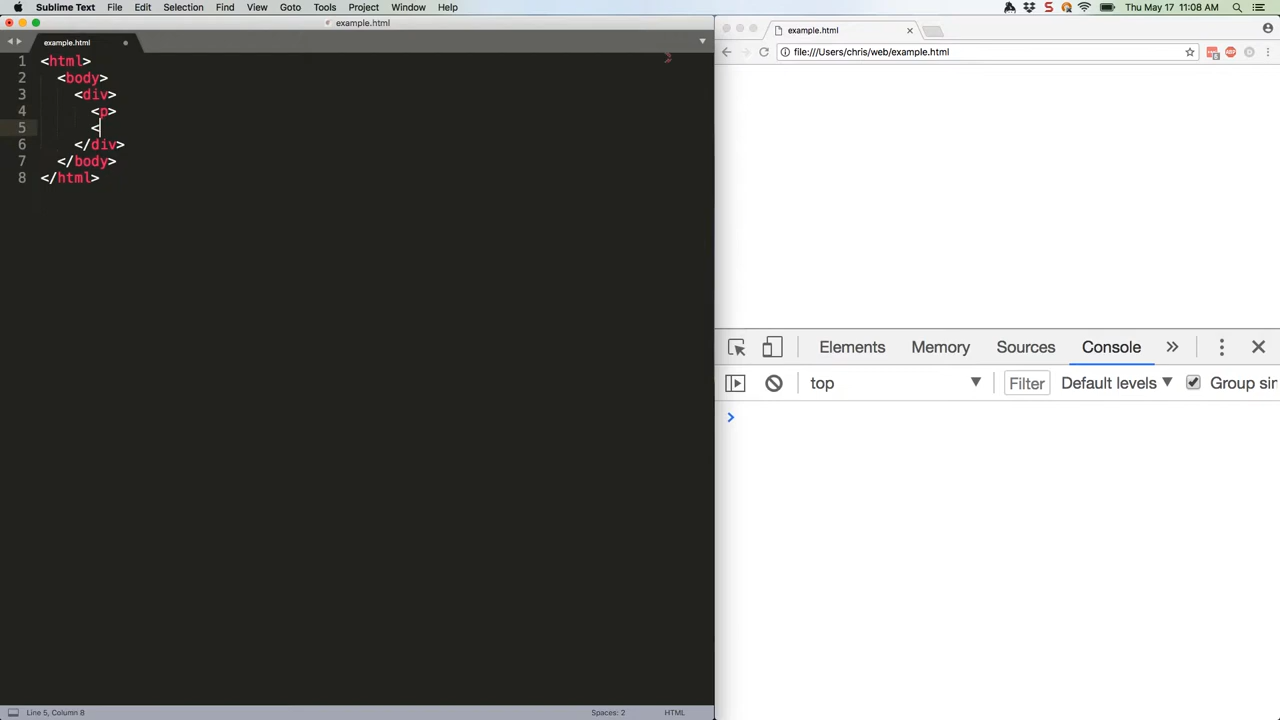 Sublime Text File Edit Selection Find View Goto Tools Project Window Help Thu May 17 11:08 AM
example.html
example.html
1 <html>
2 <body>
3 <div>
4 <p>
5 <
6 </div>
7 </body>
8 </html>
Line 5, Column 8 Spaces: 2 HTML
example.html
file:///Users/chris/web/example.html
Elements Memory Sources Console »
top Filter Default levels Group sir